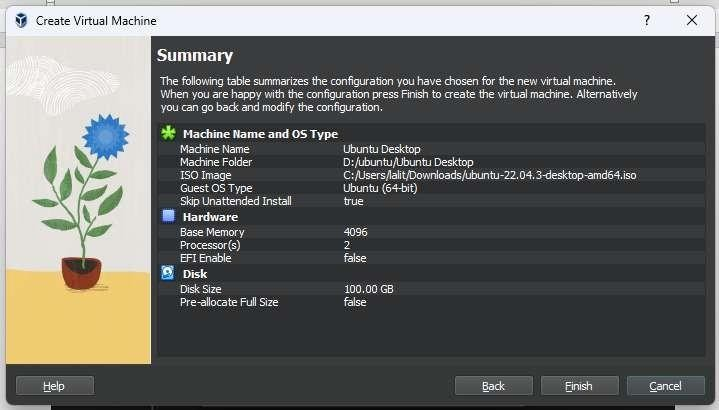 Create Virtual Machine
?
Summary
The following table summarizes the configuration you have chosen for the new virtual machine.
When you are happy with the configuration press Finish to create the virtual machine. Alternatively
you can go back and modify the configuration.
Machine Name and OS Type
Machine Name Ubuntu Desktop
Machine Folder D:/ubuntu/Ubuntu Desktop
ISO Image C:/Users/lalit/Downloads/ubuntu-22.04.3-desktop-amd64.iso
Guest OS Type Ubuntu (64-bit)
Skip Unattended Install true
Hardware
Base Memory 4096
Processor(s) 2
EFI Enable false
Disk
Disk Size 100.00 GB
Pre-allocate Full Size false
Help Back Finish Cancel